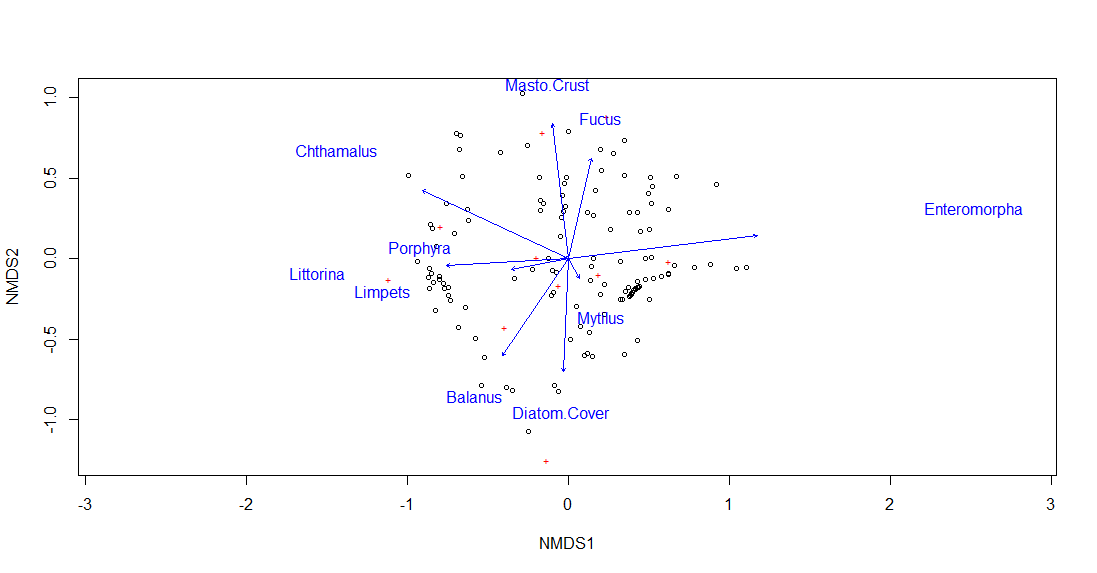 Masto.Crust
Fucus
Chthamalus
Enteromorpha
Porphyra
Littorina
Limpets
Mytilus
Balanus
Diatom.Cover
1.0
0.5
0.0
-0.5
-1.0
NMDS2
-3 -2 -1 0 1 2 3
NMDS1